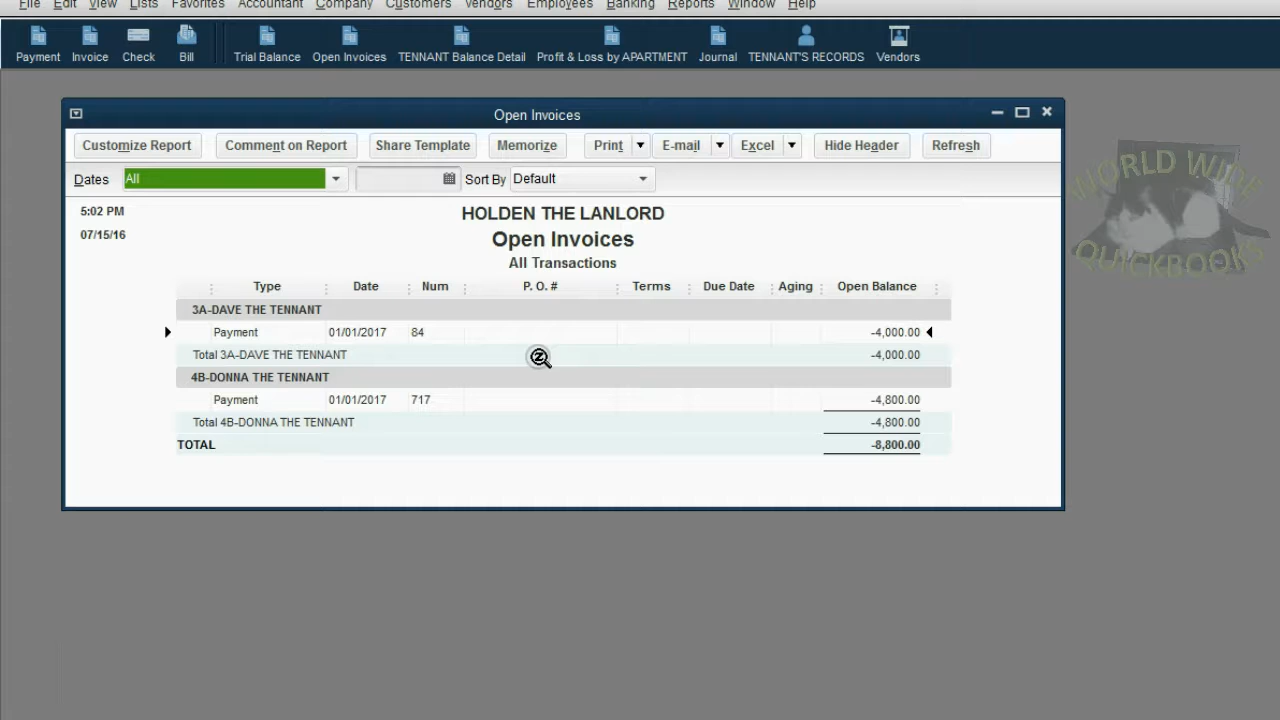 File Edit View Lists Favorites Accountant Company Customers Vendors Employees Banking Reports Window Help
Payment Invoice Check Bill Trial Balance Open Invoices TENNANT Balance Detail Profit & Loss by APARTMENT Journal TENNANT'S RECORDS Vendors
Open Invoices
Customize Report Comment on Report Share Template Memorize Print E-mail Excel Hide Header Refresh
Dates All Sort By Default
5:02 PM HOLDEN THE LANLORD
07/15/16 Open Invoices
All Transactions
Type Date Num P. O. # Terms Due Date Aging Open Balance
3A-DAVE THE TENNANT
Payment 01/01/2017 84 -4,000.00
Total 3A-DAVE THE TENNANT -4,000.00
4B-DONNA THE TENNANT
Payment 01/01/2017 717 -4,800.00
Total 4B-DONNA THE TENNANT -4,800.00
TOTAL -8,800.00
WORLD WIDE
QUICKBOOKS